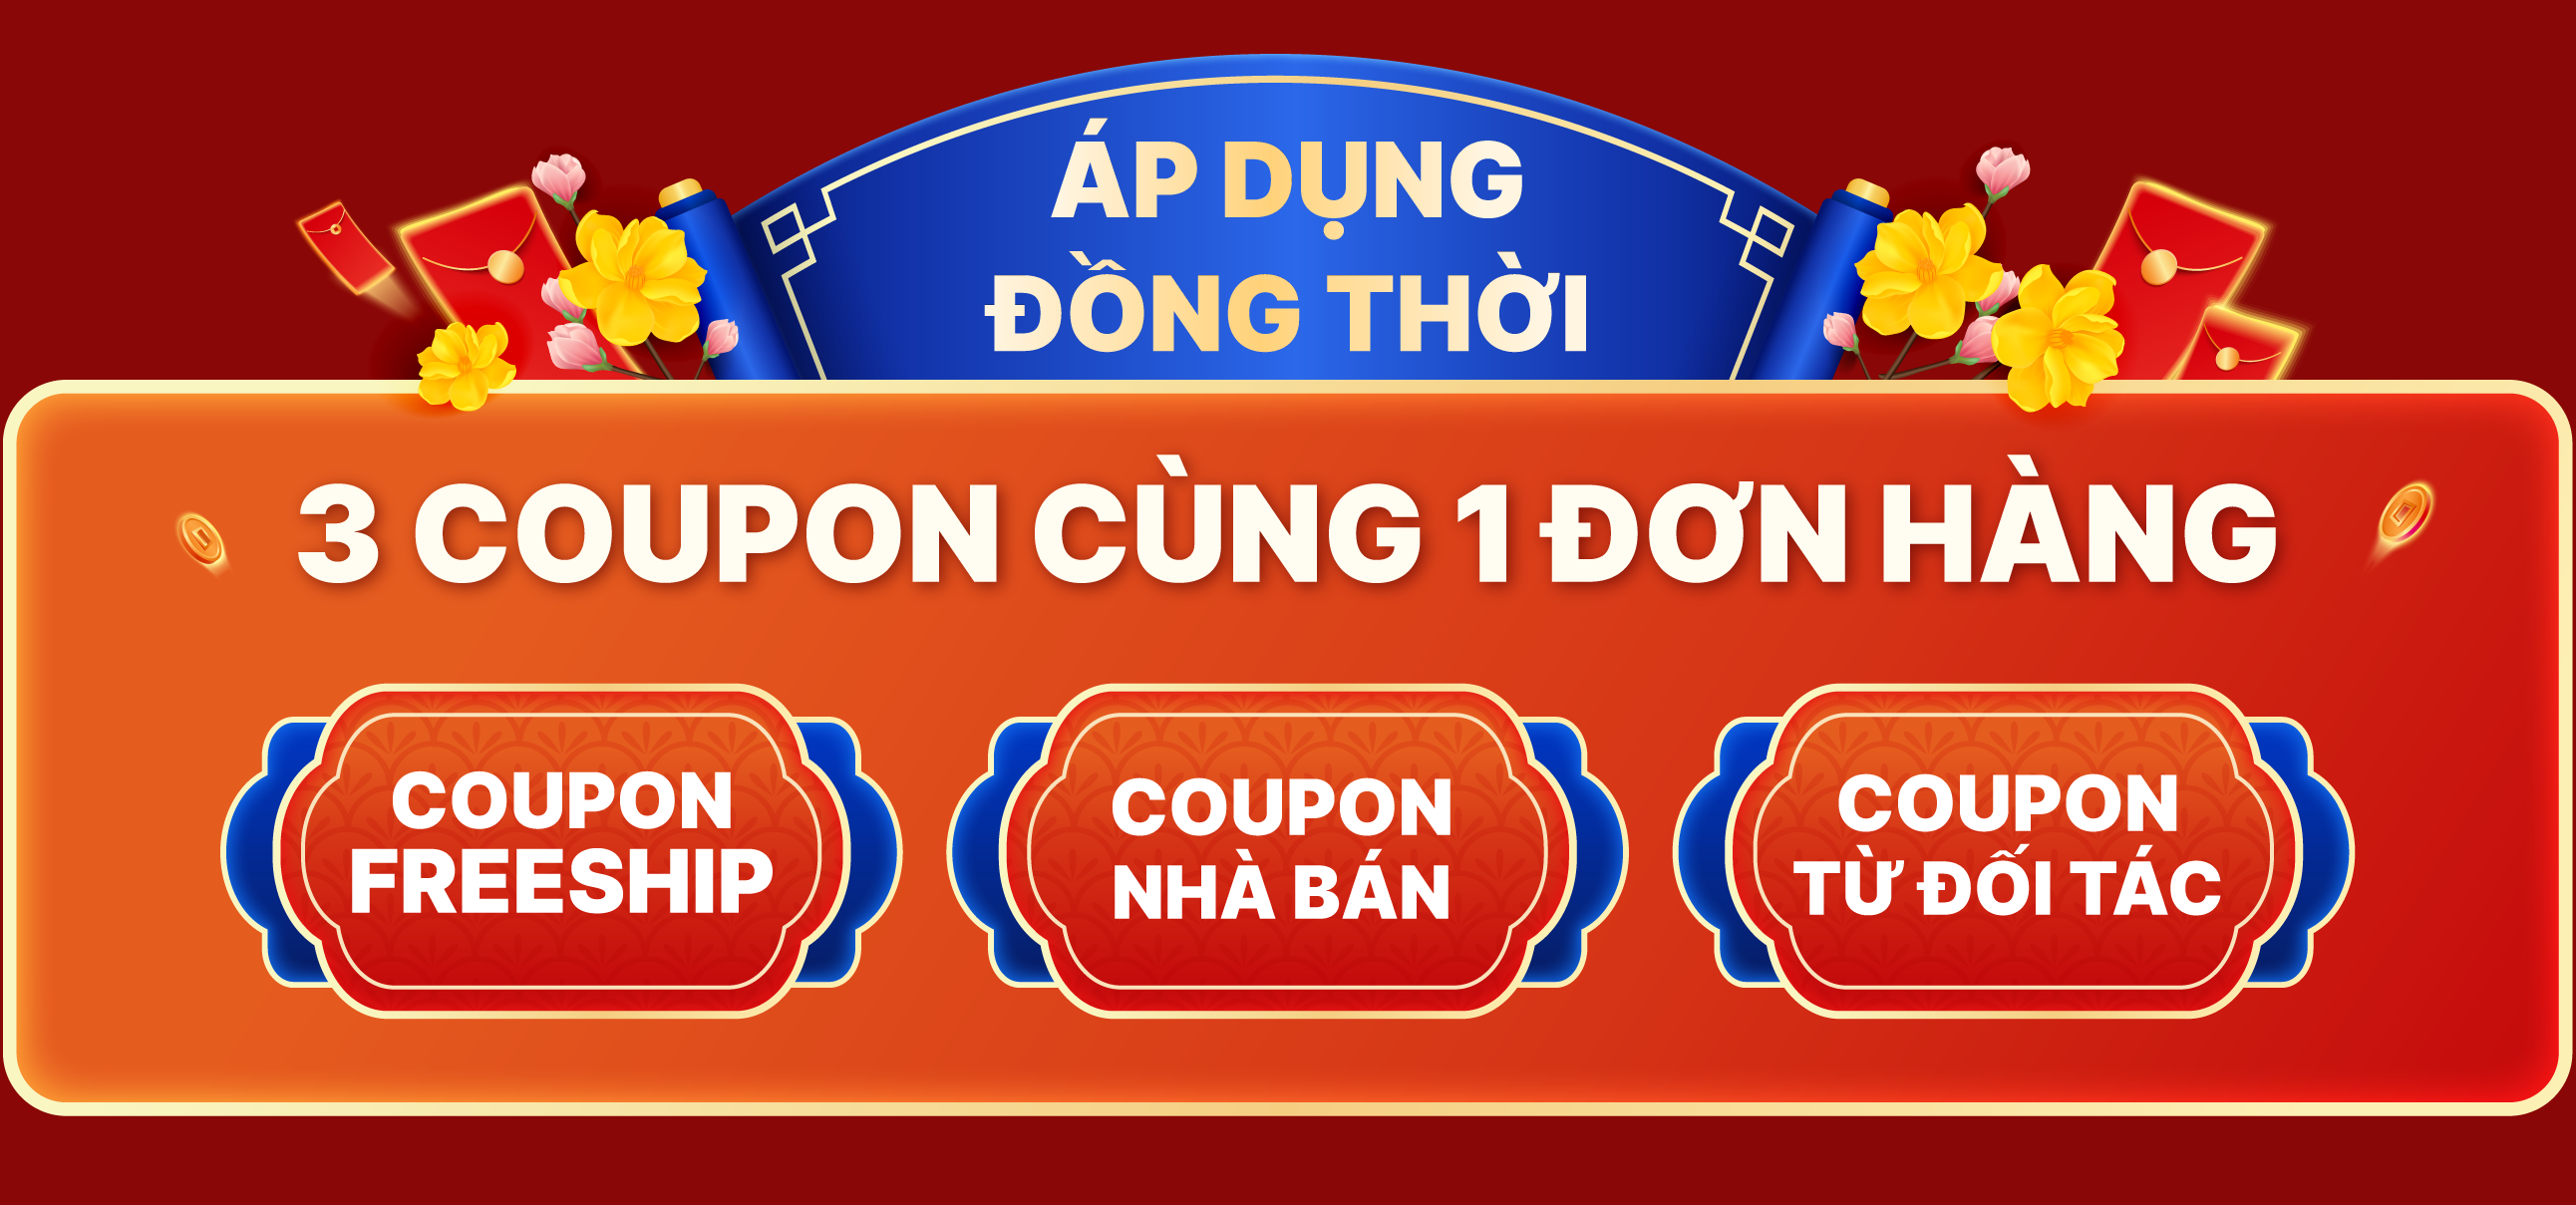 ÁP DỤNG
ĐỒNG THỜI
3 COUPON CÙNG 1 ĐƠN HÀNG
COUPON
FREESHIP
COUPON
NHÀ BÁN
COUPON
TỪ ĐỐI TÁC